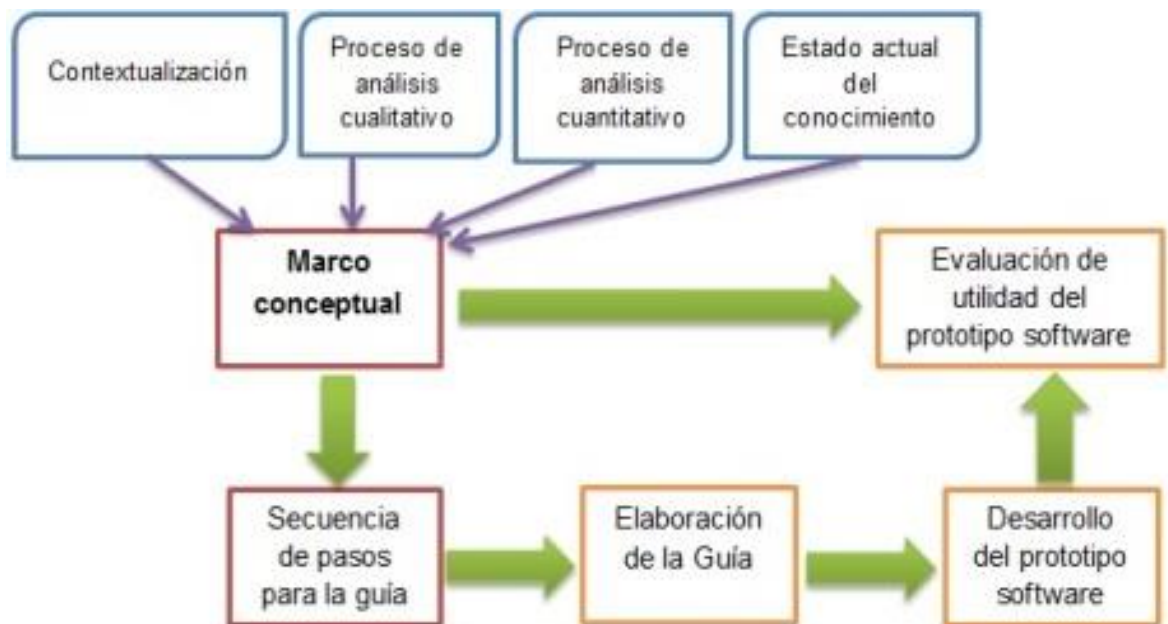 Contextualización
Proceso de
análisis
cualitativo
Proceso de
análisis
cuantitativo
Estado actual
del
conocimiento
Marco
conceptual
Evaluación de
utilidad del
prototipo software
Secuencia
de pasos
para la guía
Elaboración
de la Guía
Desarrollo
del prototipo
software